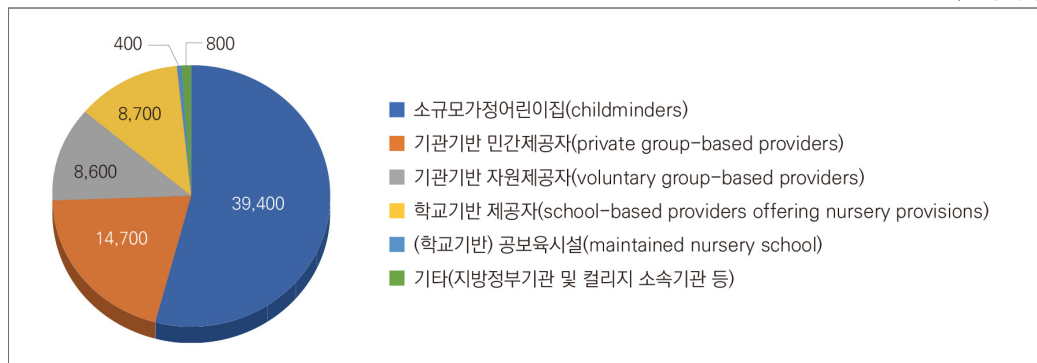 400
800
8,700
8,600
39,400
14,700
소규모가정어린이집(childminders)
기관기반 민간제공자(private group-based providers)
기관기반 자원제공자(voluntary group-based providers)
학교기반 제공자(school-based providers offering nursery provisions)
(학교기반) 공보육시설(maintained nursery school)
기타(지방정부기관 및 컬리지 소속기관 등)